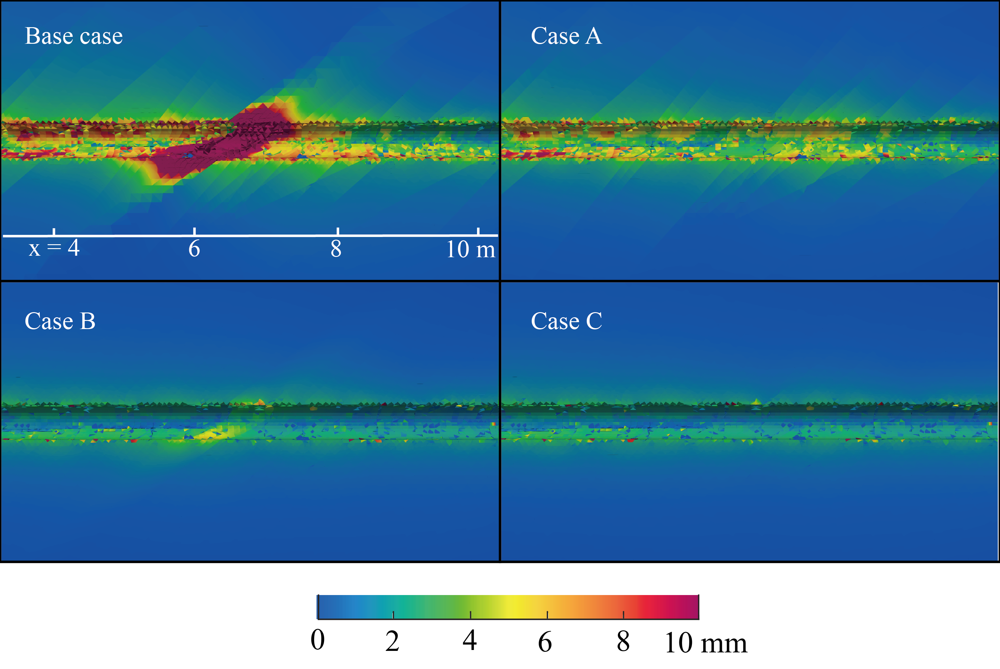 Base case
Case A
x = 4 6 8 10 m
Case B
Case C
0 2 4 6 8 10 mm